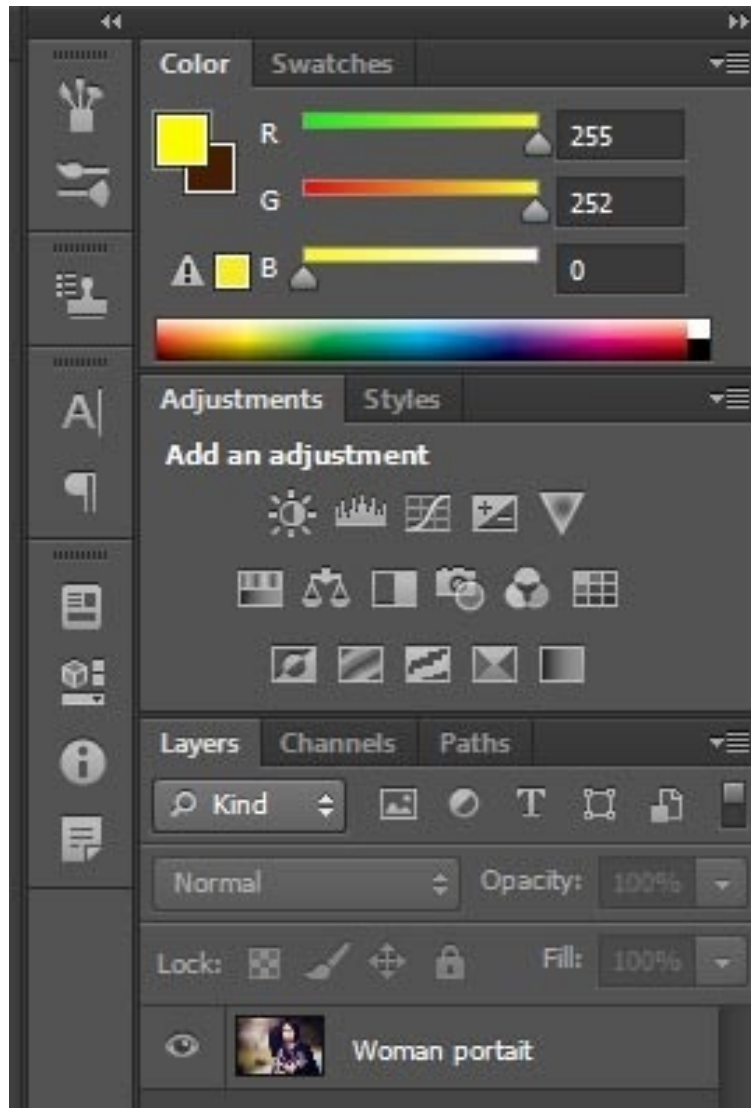 Color Swatches
R 255
G 252
B 0
Adjustments Styles
Add an adjustment
Layers Channels Paths
Kind T
Normal Opacity: 100%
Lock: Fill: 100%
Woman portait